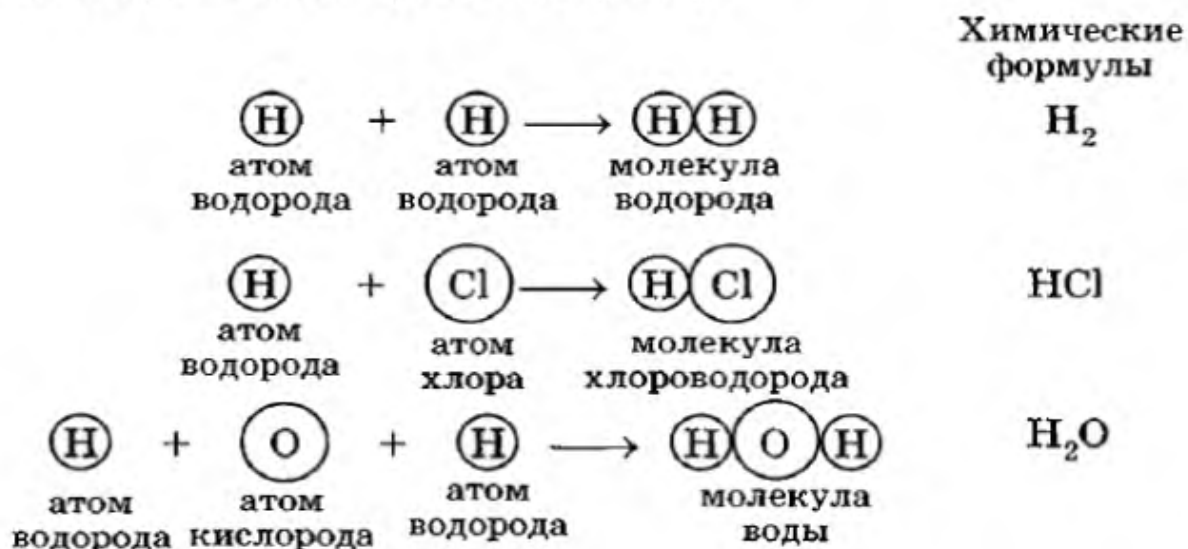 Химические
формулы
H + H → HH H₂
атом атом молекула
водорода водорода водорода
H + Cl → HCl HCl
атом атом молекула
водорода хлора хлороводорода
H + O + H → HOH H₂O
атом атом атом молекула
водорода кислорода водорода воды